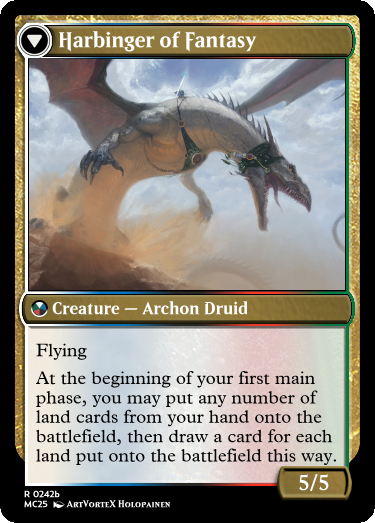 Harbinger of Fantasy
Creature — Archon Druid
Flying
At the beginning of your first main
phase, you may put any number of
land cards from your hand onto the
battlefield, then draw a card for each
land put onto the battlefield this way.
5/5
R 0242b
MC25 ArtVorteX Holopainen